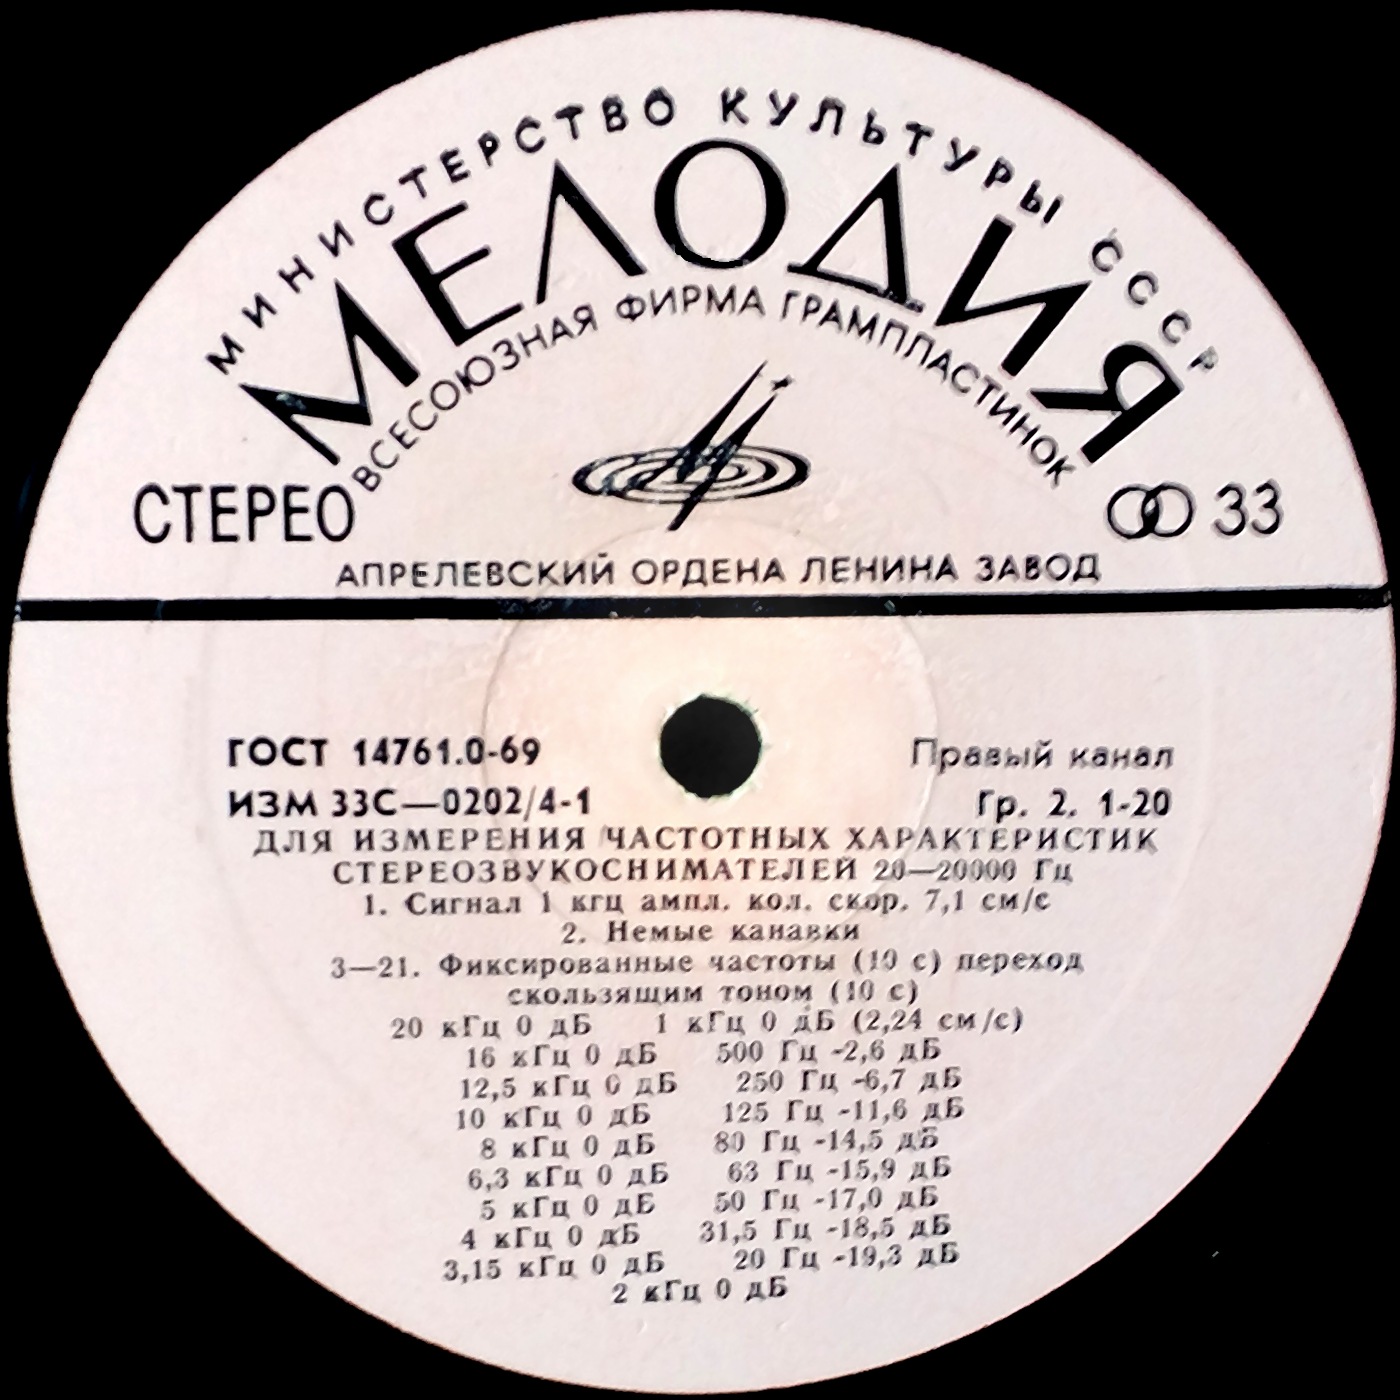 МИНИСТЕРСТВО КУЛЬТУРЫ СССР
МЕЛОДИЯ
ВСЕСОЮЗНАЯ ФИРМА ГРАМПЛАСТИНОК
СТЕРЕО 33
АПРЕЛЕВСКИЙ ОРДЕНА ЛЕНИНА ЗАВОД
ГОСТ 14761.0-69 Правый канал
ИЗМ 33С—0202/4-1 Гр. 2. 1-20
ДЛЯ ИЗМЕРЕНИЯ ЧАСТОТНЫХ ХАРАКТЕРИСТИК
СТЕРЕОЗВУКОСНИМАТЕЛЕЙ 20—20000 Гц
1. Сигнал 1 кгц ампл. кол. скор. 7,1 см/с
2. Немые канавки
3—21. Фиксированные частоты (10 с) переход
скользящим тоном (10 с)
20 кГц 0 дБ 1 кГц 0 дБ (2,24 см/с)
16 кГц 0 дБ 500 Гц -2,6 дБ
12,5 кГц 0 дБ 250 Гц -6,7 дБ
10 кГц 0 дБ 125 Гц -11,6 дБ
8 кГц 0 дБ 80 Гц -14,5 дБ
6,3 кГц 0 дБ 63 Гц -15,9 дБ
5 кГц 0 дБ 50 Гц -17,0 дБ
4 кГц 0 дБ 31,5 Гц -18,5 дБ
3,15 кГц 0 дБ 20 Гц -19,3 дБ
2 кГц 0 дБ